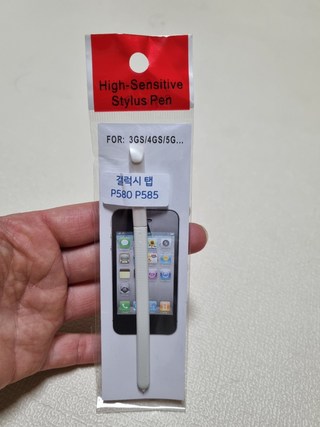 High-Sensitive
Stylus Pen
FOR: 3GS/4GS/5G...
갤럭시 탭
P580 P585